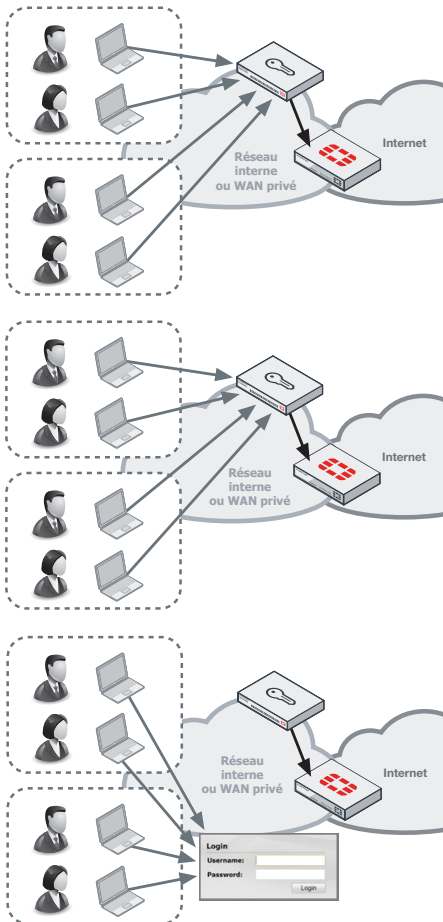 Internet
Réseau
interne
ou WAN privé
Internet
Réseau
interne
ou WAN privé
Internet
Réseau
interne
ou WAN privé
Login
Username:
Password:
Login